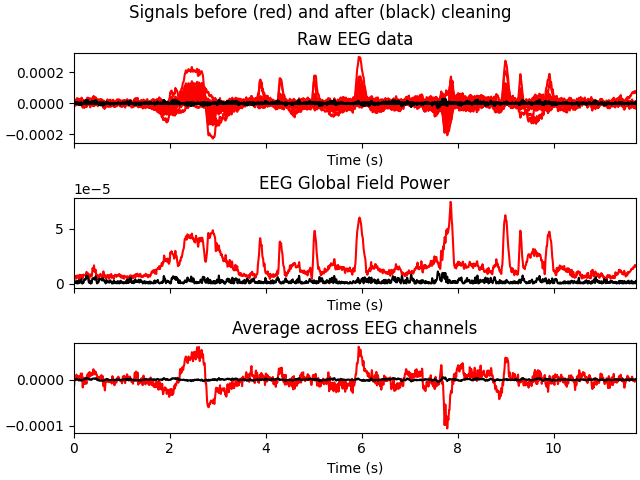 Signals before (red) and after (black) cleaning
Raw EEG data
0.0002
0.0000
−0.0002
Time (s)
EEG Global Field Power
1e−5
5
0
Time (s)
Average across EEG channels
0.0000
−0.0001
0 2 4 6 8 10
Time (s)